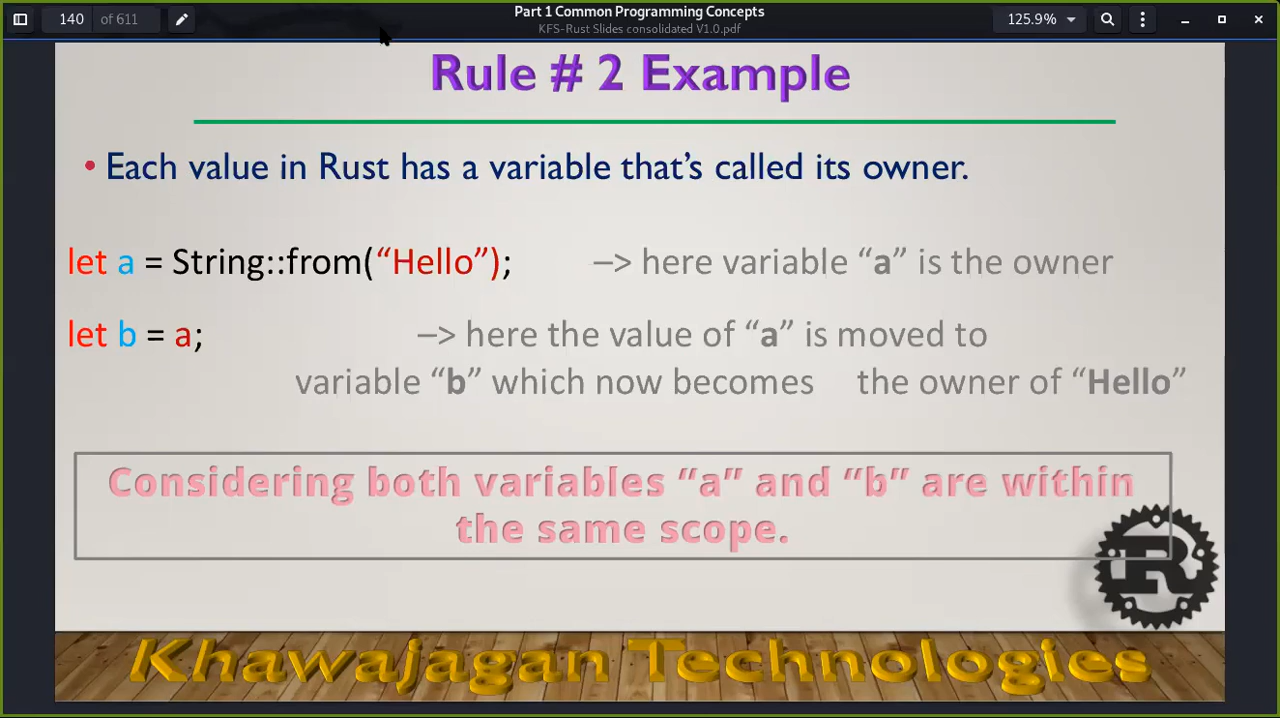 140 of 611
Part 1 Common Programming Concepts
KFS-Rust Slides consolidated V1.0.pdf
125.9%
Rule # 2 Example
• Each value in Rust has a variable that’s called its owner.
let a = String::from(“Hello”); –> here variable “a” is the owner
let b = a; –> here the value of “a” is moved to
variable “b” which now becomes the owner of “Hello”
Considering both variables “a” and “b” are within
the same scope.
R
Khawajagan Technologies